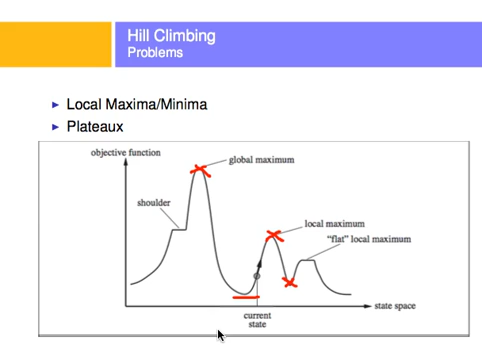 Hill Climbing
Problems
Local Maxima/Minima
Plateaux
objective function
global maximum
shoulder
local maximum
"flat" local maximum
state space
current
state